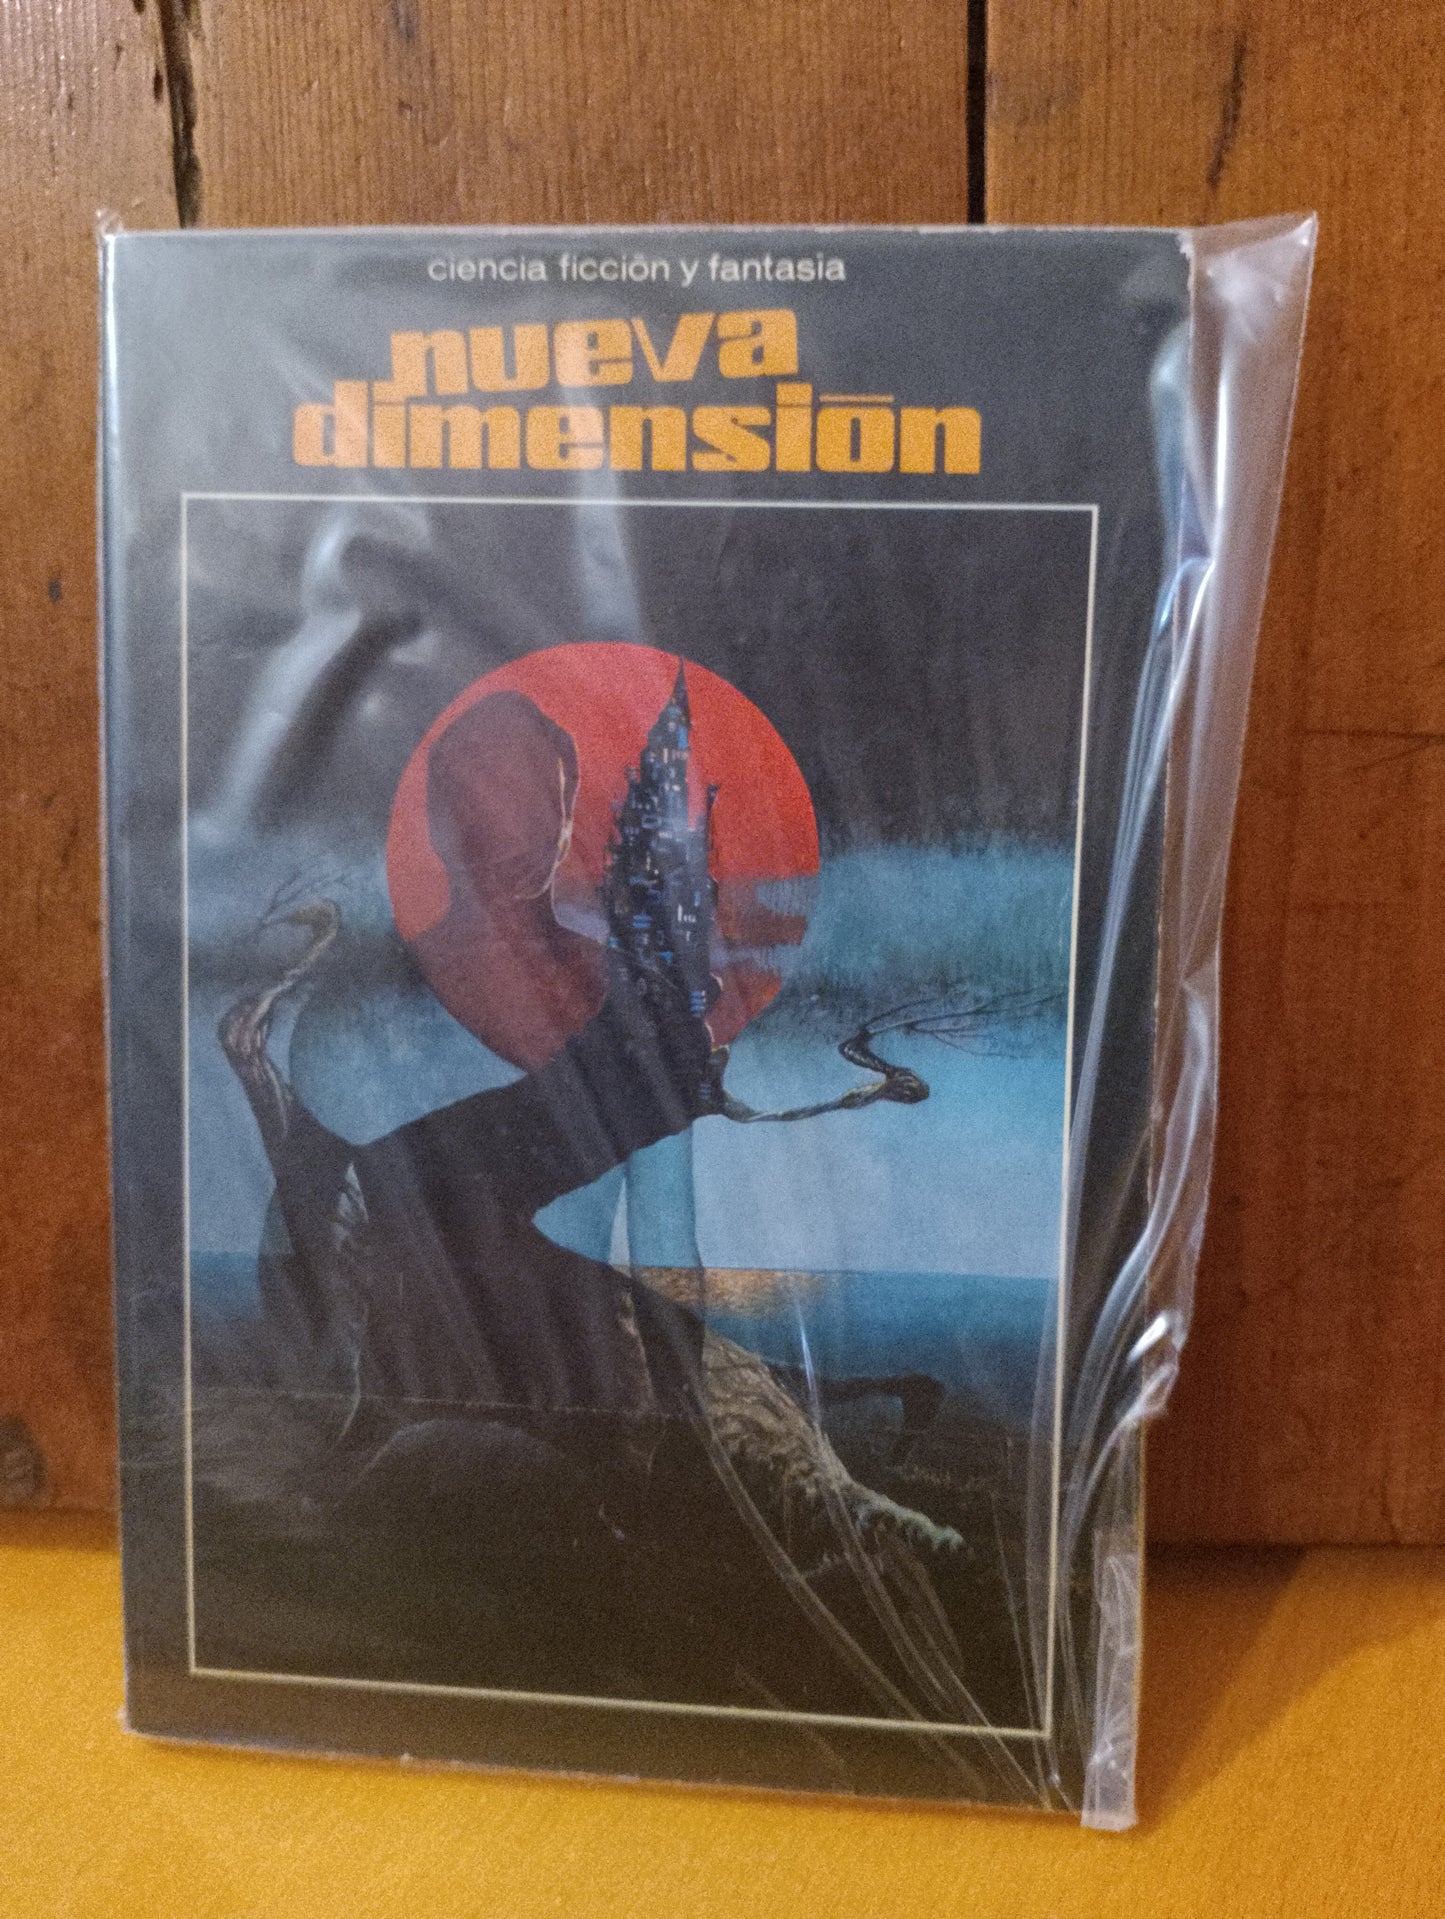 ciencia ficción y fantasia
nueva
dimensión